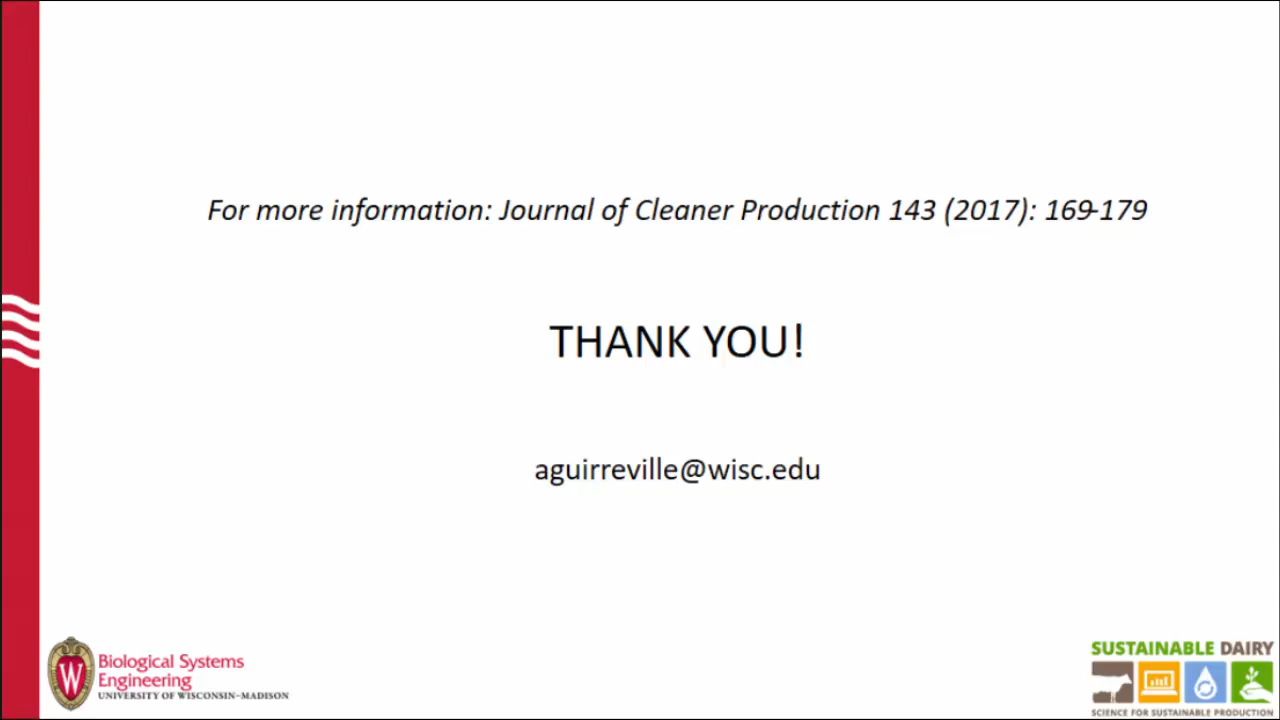 For more information: Journal of Cleaner Production 143 (2017): 169-179
THANK YOU!
aguirreville@wisc.edu
W
Biological Systems
Engineering
UNIVERSITY OF WISCONSIN–MADISON
SUSTAINABLE DAIRY
SCIENCE FOR SUSTAINABLE PRODUCTION